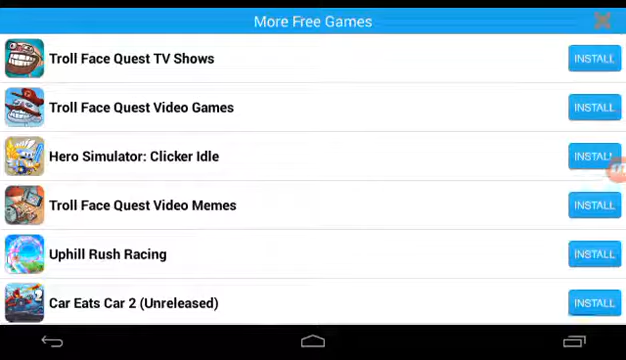 More Free Games
Troll Face Quest TV Shows
INSTALL
Troll Face Quest Video Games
INSTALL
Hero Simulator: Clicker Idle
INSTALL
Troll Face Quest Video Memes
INSTALL
Uphill Rush Racing
INSTALL
Car Eats Car 2 (Unreleased)
INSTALL